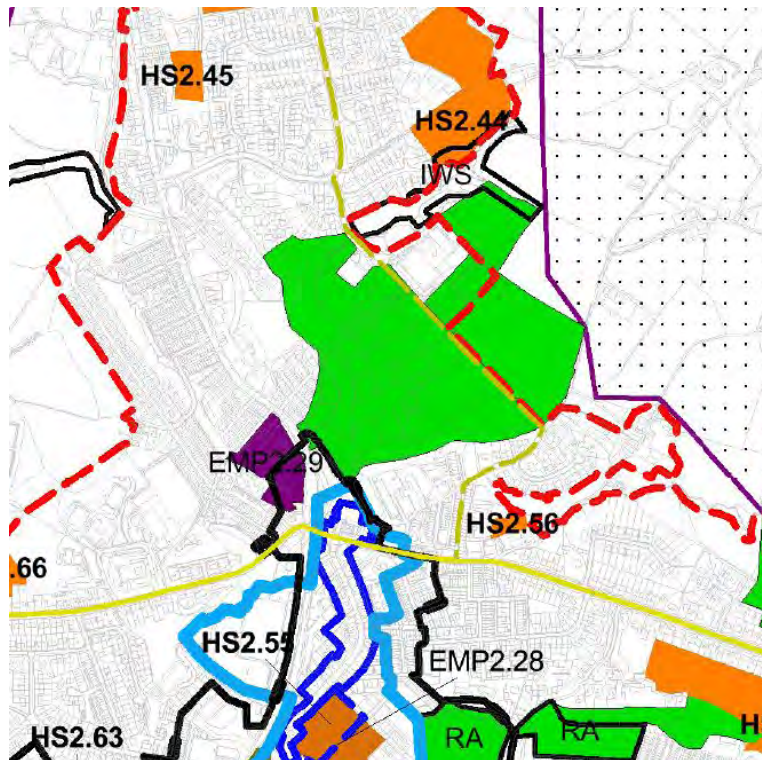 HS2.45
HS2.44
IWS
EMP2.29
HS2.56
.66
HS2.55
EMP2.28
HS2.63
RA
RA
H